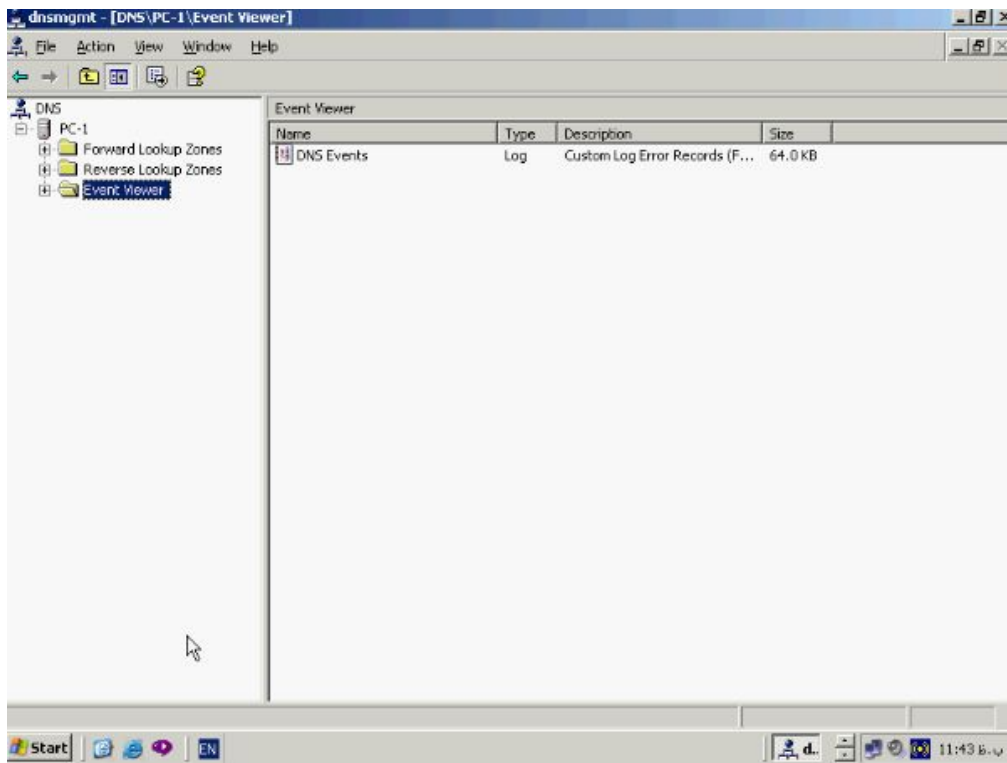 dnsmgmt - [DNS\PC-1\Event Viewer]
File Action View Window Help
DNS
PC-1
Forward Lookup Zones
Reverse Lookup Zones
Event Viewer
Event Viewer
Name Type Description Size
DNS Events Log Custom Log Error Records (F... 64.0 KB
Start EN d.. 11:43 ب.ظ